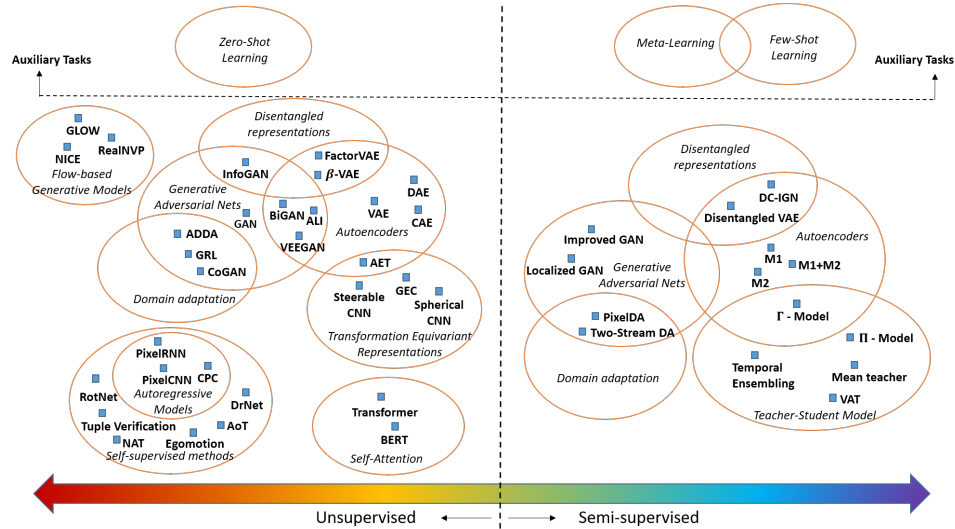 Zero-Shot
Learning
Meta-Learning
Few-Shot
Learning
Auxiliary Tasks
Auxiliary Tasks
GLOW
RealNVP
NICE
Flow-based
Generative Models
Disentangled
representations
FactorVAE
β-VAE
InfoGAN
Generative
Adversarial Nets
GAN
BiGAN
ALI
VEEGAN
DAE
VAE
CAE
Autoencoders
ADDA
GRL
CoGAN
Domain adaptation
AET
GEC
Steerable
CNN
Spherical
CNN
Transformation Equivariant
Representations
PixelRNN
PixelCNN
CPC
Autoregressive
Models
RotNet
DrNet
Tuple Verification
AoT
NAT
Egomotion
Self-supervised methods
Transformer
BERT
Self-Attention
Disentangled
representations
DC-IGN
Disentangled VAE
Autoencoders
Improved GAN
Localized GAN
Generative
Adversarial Nets
M1
M1+M2
M2
PixelDA
Two-Stream DA
Domain adaptation
Γ - Model
Π - Model
Temporal
Ensembling
Mean teacher
VAT
Teacher-Student Model
Unsupervised
Semi-supervised